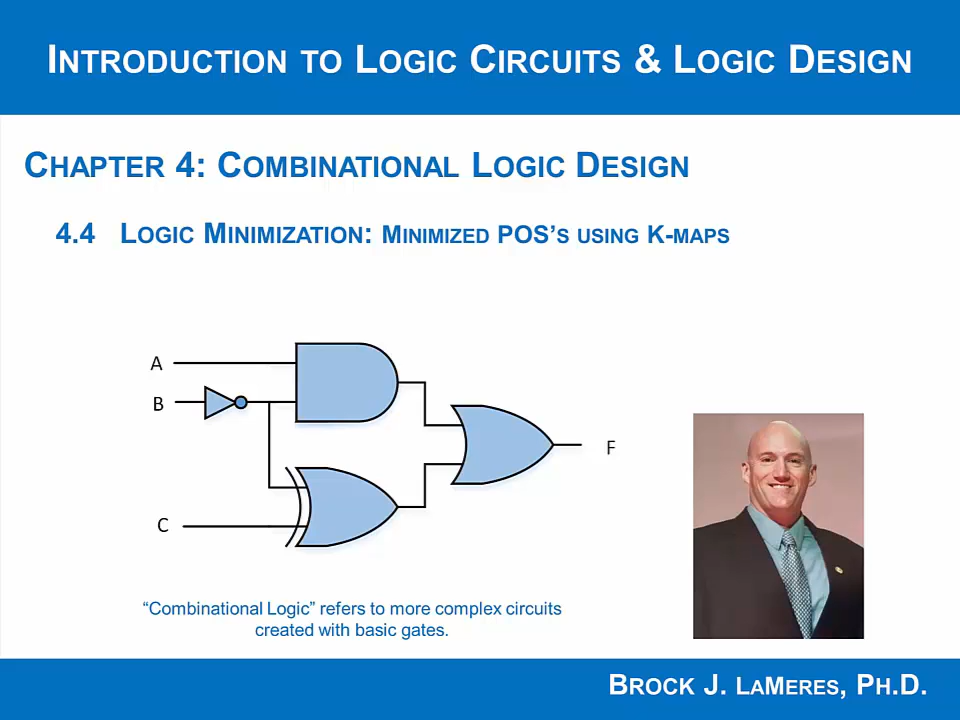 INTRODUCTION TO LOGIC CIRCUITS & LOGIC DESIGN
CHAPTER 4: COMBINATIONAL LOGIC DESIGN
4.4 LOGIC MINIMIZATION: MINIMIZED POS'S USING K-MAPS
A
B
F
C
“Combinational Logic” refers to more complex circuits
created with basic gates.
BROCK J. LAMERES, PH.D.